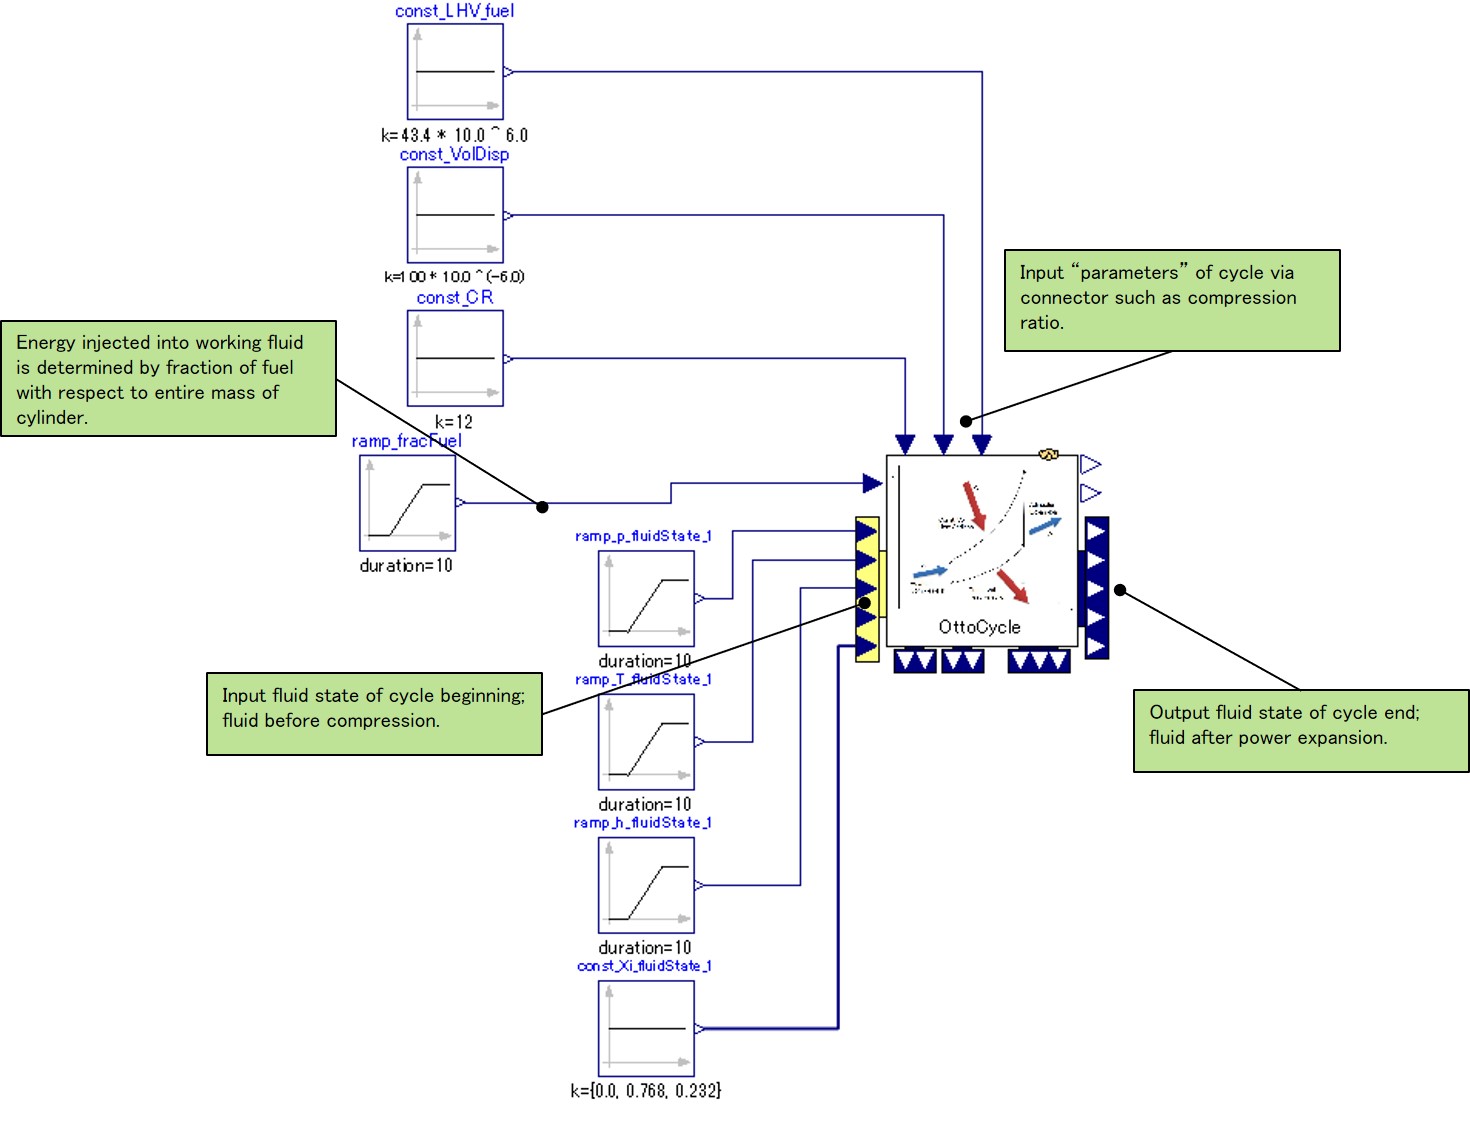 const_LHV_fuel
k=43.4 * 10.0 ^ 6.0
const_VolDisp
k=100 * 10.0 ^ (-6.0)
const_CR
k=12
Input “parameters” of cycle via
connector such as compression
ratio.
Energy injected into working fluid
is determined by fraction of fuel
with respect to entire mass of
cylinder.
ramp_fracFuel
duration=10
ramp_p_fluidState_1
duration=10
OttoCycle
Input fluid state of cycle beginning;
fluid before compression.
ramp_T_fluidState_1
duration=10
Output fluid state of cycle end;
fluid after power expansion.
ramp_h_fluidState_1
duration=10
const_Xi_fluidState_1
k={0.0, 0.768, 0.232}